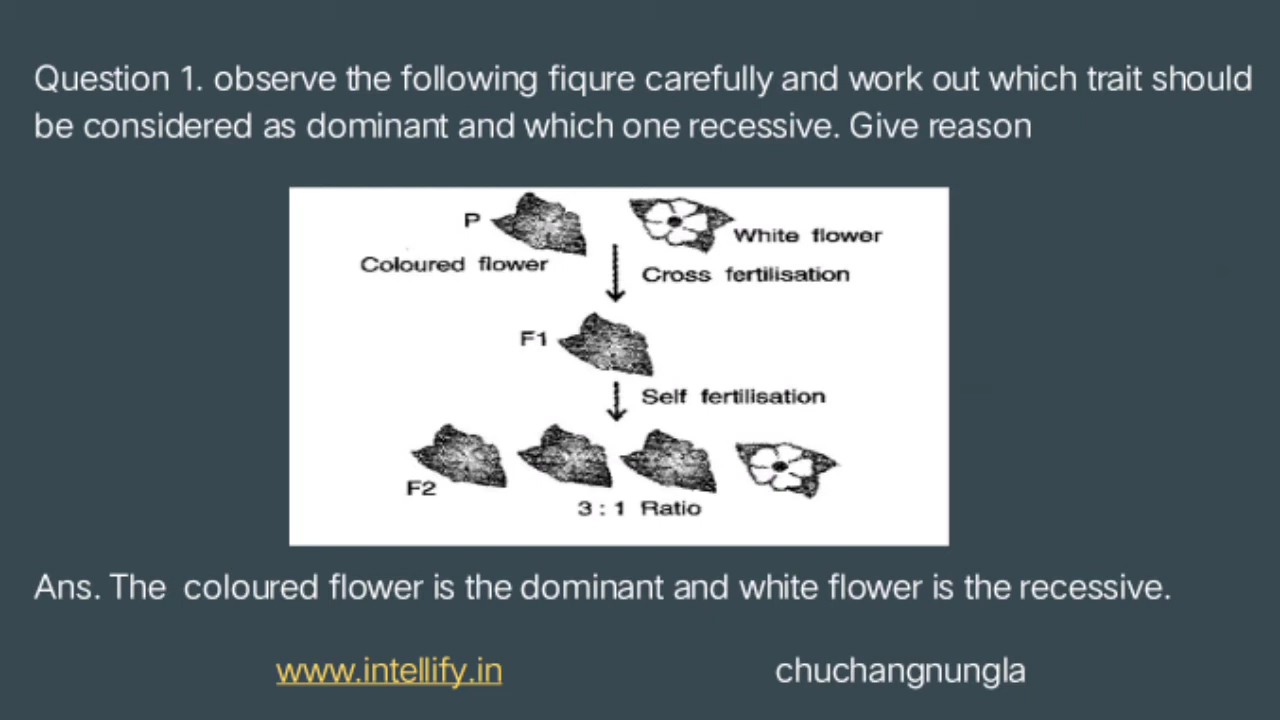 Question 1. observe the following fiqure carefully and work out which trait should
be considered as dominant and which one recessive. Give reason
P
White flower
Coloured flower
Cross fertilisation
F1
Self fertilisation
F2
3 : 1 Ratio
Ans. The coloured flower is the dominant and white flower is the recessive.
www.intellify.in
chuchangnungla